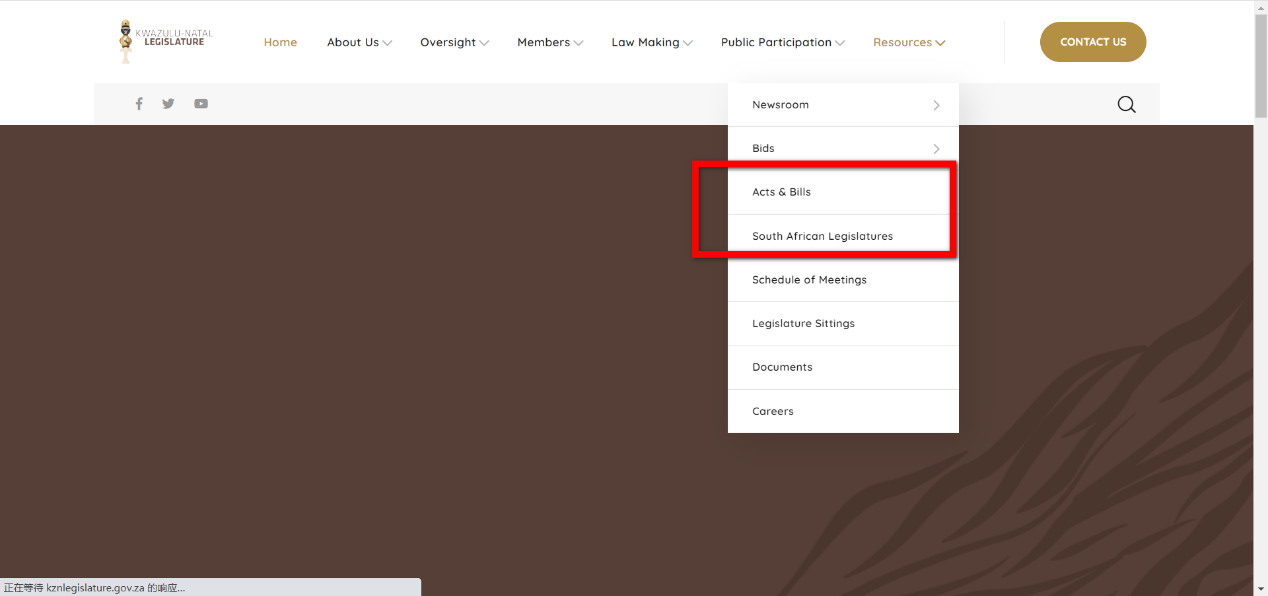 KWAZULU-NATAL
LEGISLATURE
Home
About Us
Oversight
Members
Law Making
Public Participation
Resources
CONTACT US
Newsroom
Bids
Acts & Bills
South African Legislatures
Schedule of Meetings
Legislature Sittings
Documents
Careers
正在等待 kznlegislature.gov.za 的响应...